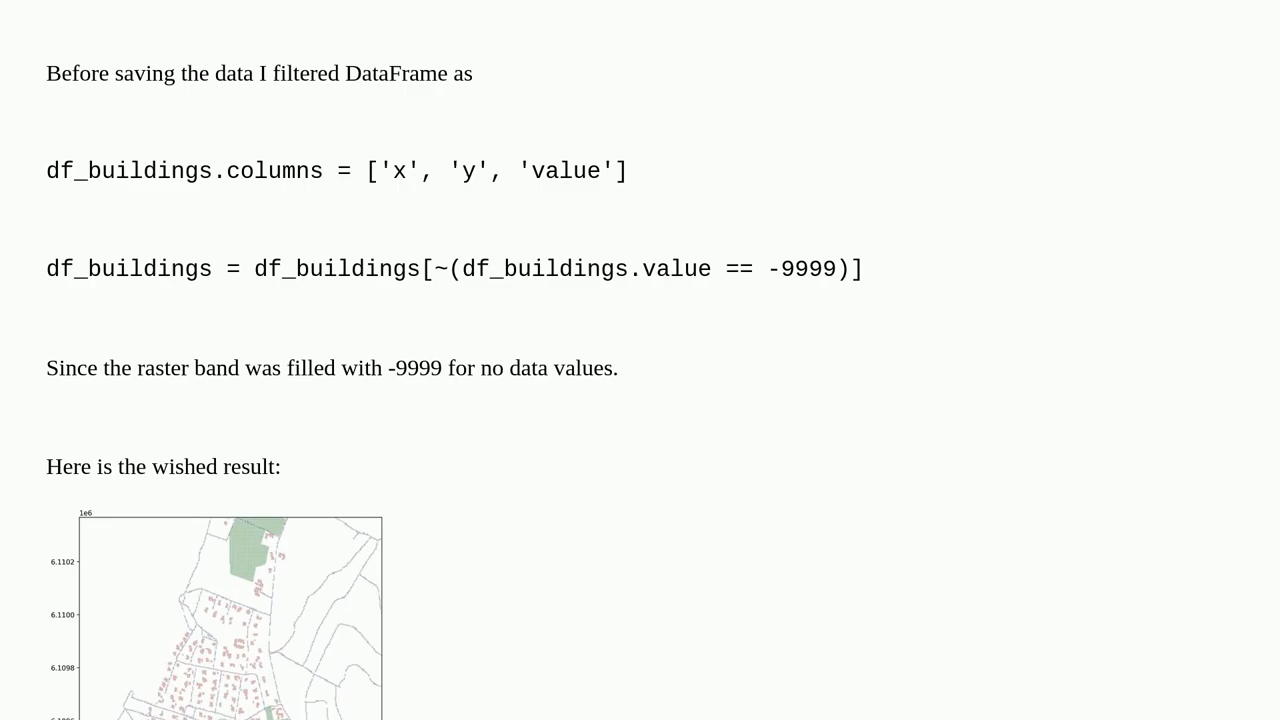 Before saving the data I filtered DataFrame as
df_buildings.columns = ['x', 'y', 'value']
df_buildings = df_buildings[~(df_buildings.value == -9999)]
Since the raster band was filled with -9999 for no data values.
Here is the wished result:
1e6
6.1102
6.1100
6.1098